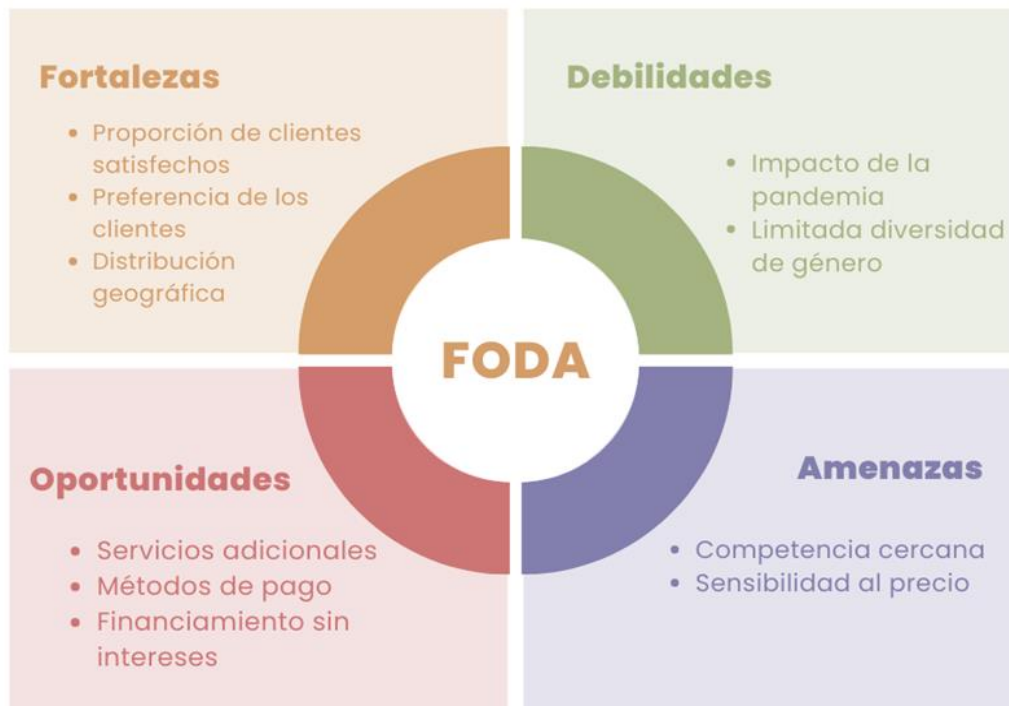 Fortalezas
• Proporción de clientes
satisfechos
• Preferencia de los
clientes
• Distribución
geográfica
Debilidades
• Impacto de la
pandemia
• Limitada diversidad
de género
FODA
Oportunidades
• Servicios adicionales
• Métodos de pago
• Financiamiento sin
intereses
Amenazas
• Competencia cercana
• Sensibilidad al precio